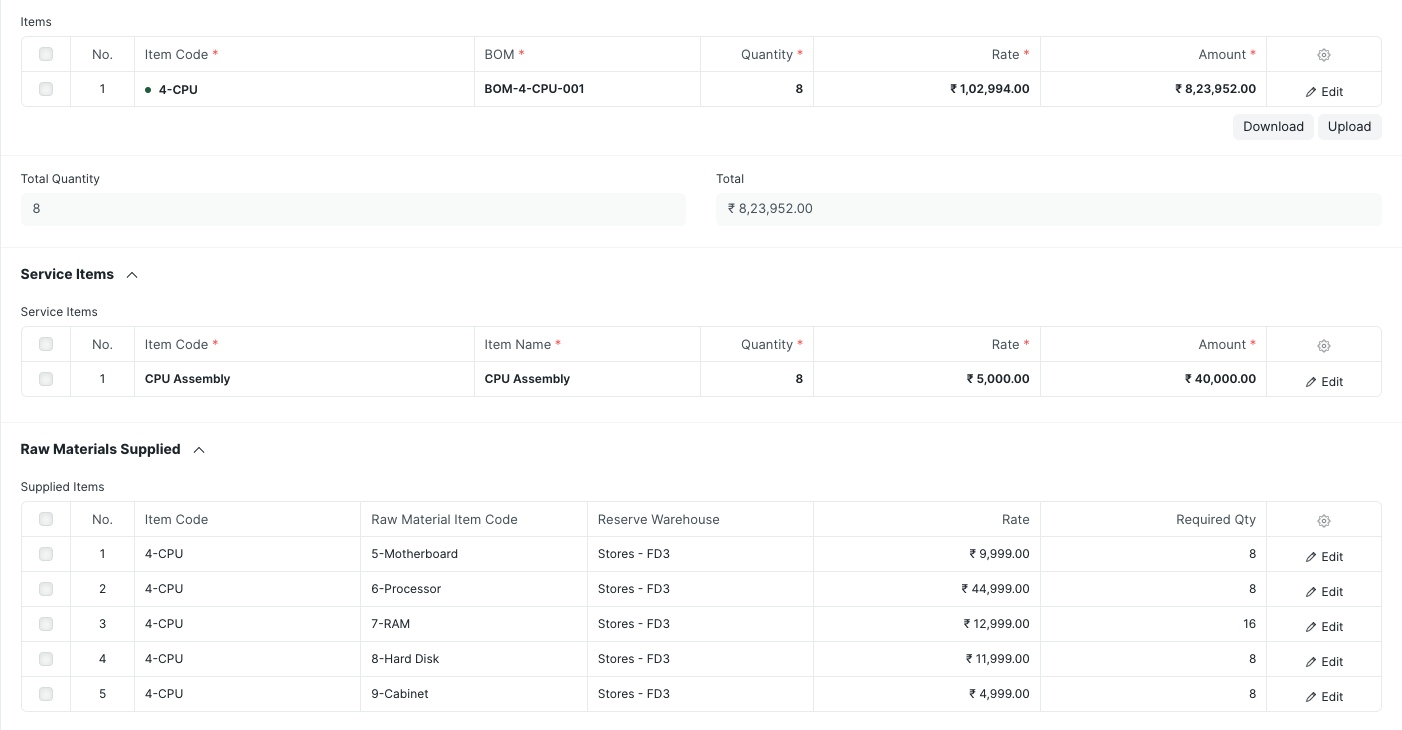 Items
No. Item Code * BOM * Quantity * Rate * Amount *
1 4-CPU BOM-4-CPU-001 8 ₹ 1,02,994.00 ₹ 8,23,952.00 Edit
Download Upload
Total Quantity Total
8 ₹ 8,23,952.00
Service Items
Service Items
No. Item Code * Item Name * Quantity * Rate * Amount *
1 CPU Assembly CPU Assembly 8 ₹ 5,000.00 ₹ 40,000.00 Edit
Raw Materials Supplied
Supplied Items
No. Item Code Raw Material Item Code Reserve Warehouse Rate Required Qty
1 4-CPU 5-Motherboard Stores - FD3 ₹ 9,999.00 8 Edit
2 4-CPU 6-Processor Stores - FD3 ₹ 44,999.00 8 Edit
3 4-CPU 7-RAM Stores - FD3 ₹ 12,999.00 16 Edit
4 4-CPU 8-Hard Disk Stores - FD3 ₹ 11,999.00 8 Edit
5 4-CPU 9-Cabinet Stores - FD3 ₹ 4,999.00 8 Edit